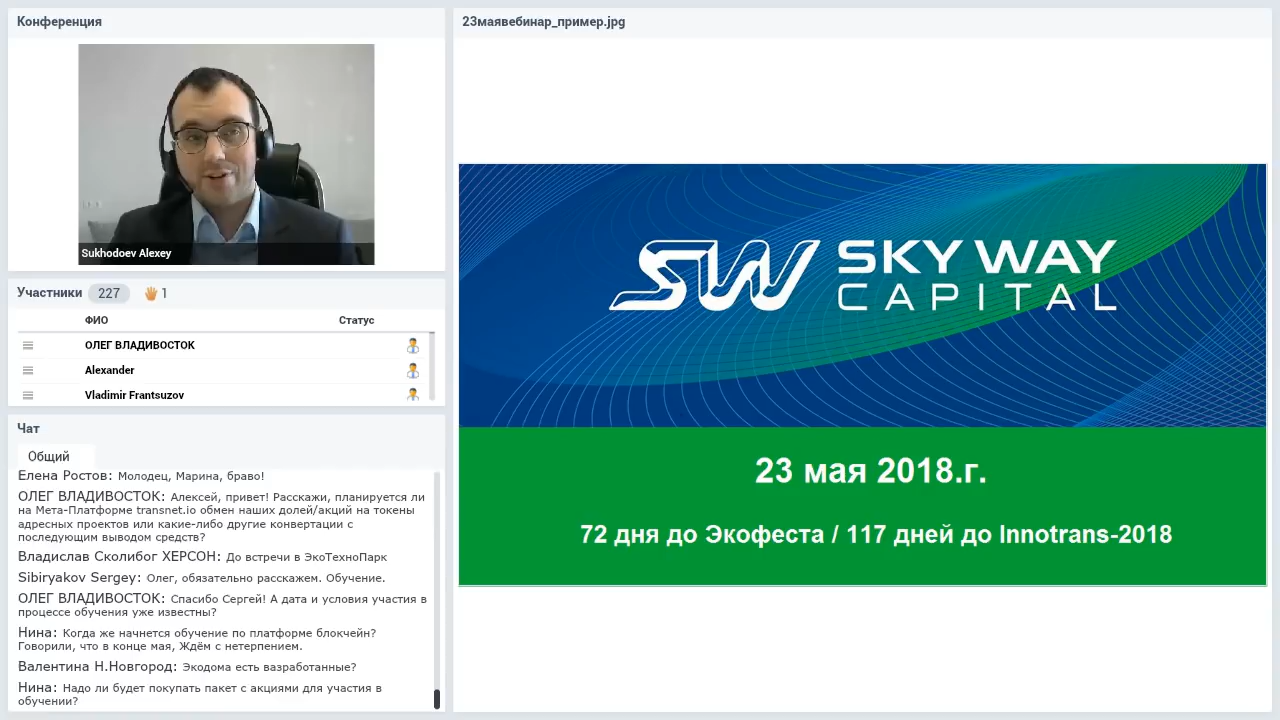 Конференция
Sukhodoev Alexey
Участники 227 1
ФИО Статус
ОЛЕГ ВЛАДИВОСТОК
Alexander
Vladimir Frantsuzov
Чат
Общий
Елена Ростов: Молодец, Марина, браво!
ОЛЕГ ВЛАДИВОСТОК: Алексей, привет! Расскажи, планируется ли
на Мета-Платформе transnet.io обмен наших долей/акций на токены
адресных проектов или какие-либо другие конвертации с
последующим выводом средств?
Владислав Сколибог ХЕРСОН: До встречи в ЭкоТехноПарк
Sibiryakov Sergey: Олег, обязательно расскажем. Обучение.
ОЛЕГ ВЛАДИВОСТОК: Спасибо Сергей! А дата и условия участия в
процессе обучения уже известны?
Нина: Когда же начнется обучение по платформе блокчейн?
Говорили, что в конце мая, Ждём с нетерпением.
Валентина Н.Новгород: Экодома есть вазработанные?
Нина: Надо ли будет покупать пакет с акциями для участия в
обучении?
23маявебинар_пример.jpg
SW SKY WAY
CAPITAL
23 мая 2018.г.
72 дня до Экофеста / 117 дней до Innotrans-2018